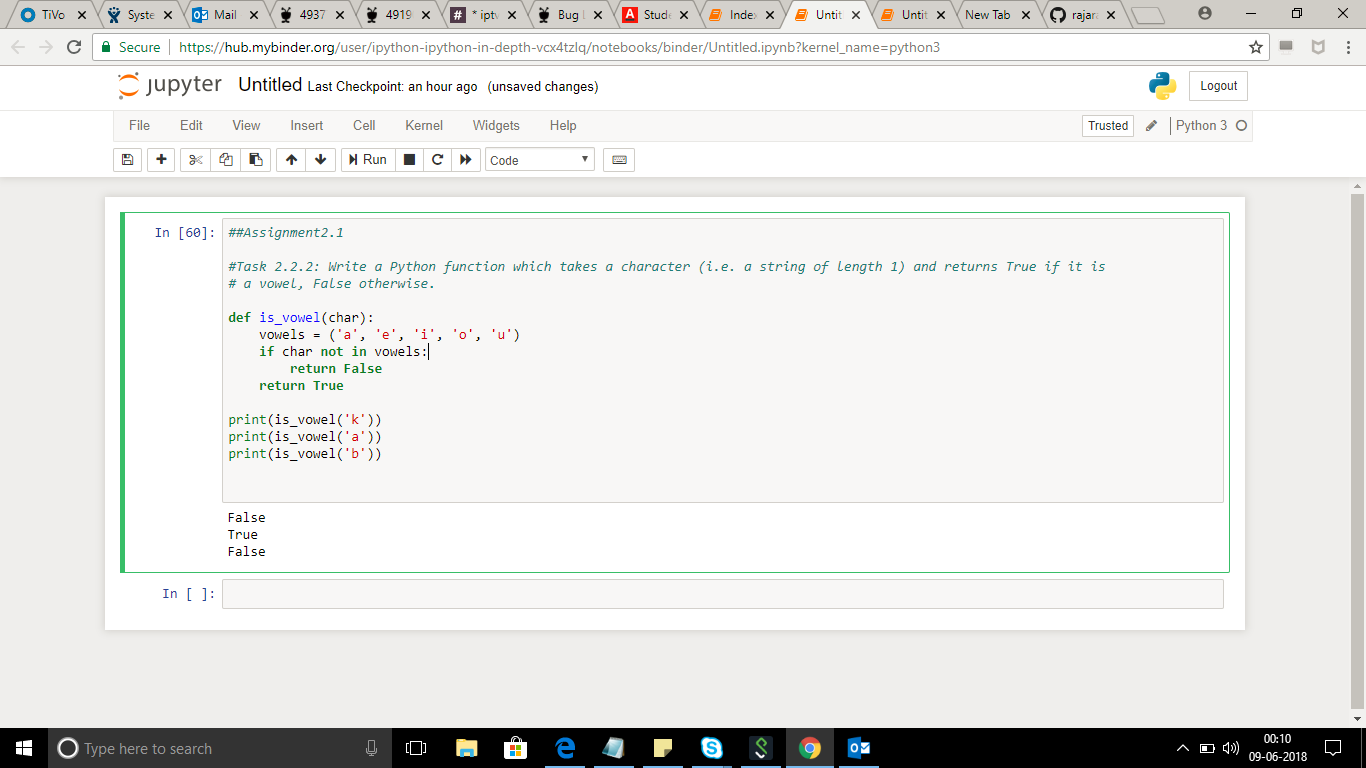 TiVo
Syste
Mail
4937
4919
* iptv
Bug L
Stude
Index
Untit
Untit
New Tab
rajara
Secure
https://hub.mybinder.org/user/ipython-ipython-in-depth-vcx4tzlq/notebooks/binder/Untitled.ipynb?kernel_name=python3
jupyter Untitled Last Checkpoint: an hour ago (unsaved changes)
Logout
File Edit View Insert Cell Kernel Widgets Help
Trusted Python 3
Run Code
In [60]:
##Assignment2.1
#Task 2.2.2: Write a Python function which takes a character (i.e. a string of length 1) and returns True if it is
# a vowel, False otherwise.
def is_vowel(char):
    vowels = ('a', 'e', 'i', 'o', 'u')
    if char not in vowels:
        return False
    return True
print(is_vowel('k'))
print(is_vowel('a'))
print(is_vowel('b'))
False
True
False
In [ ]:
Type here to search
00:10
09-06-2018